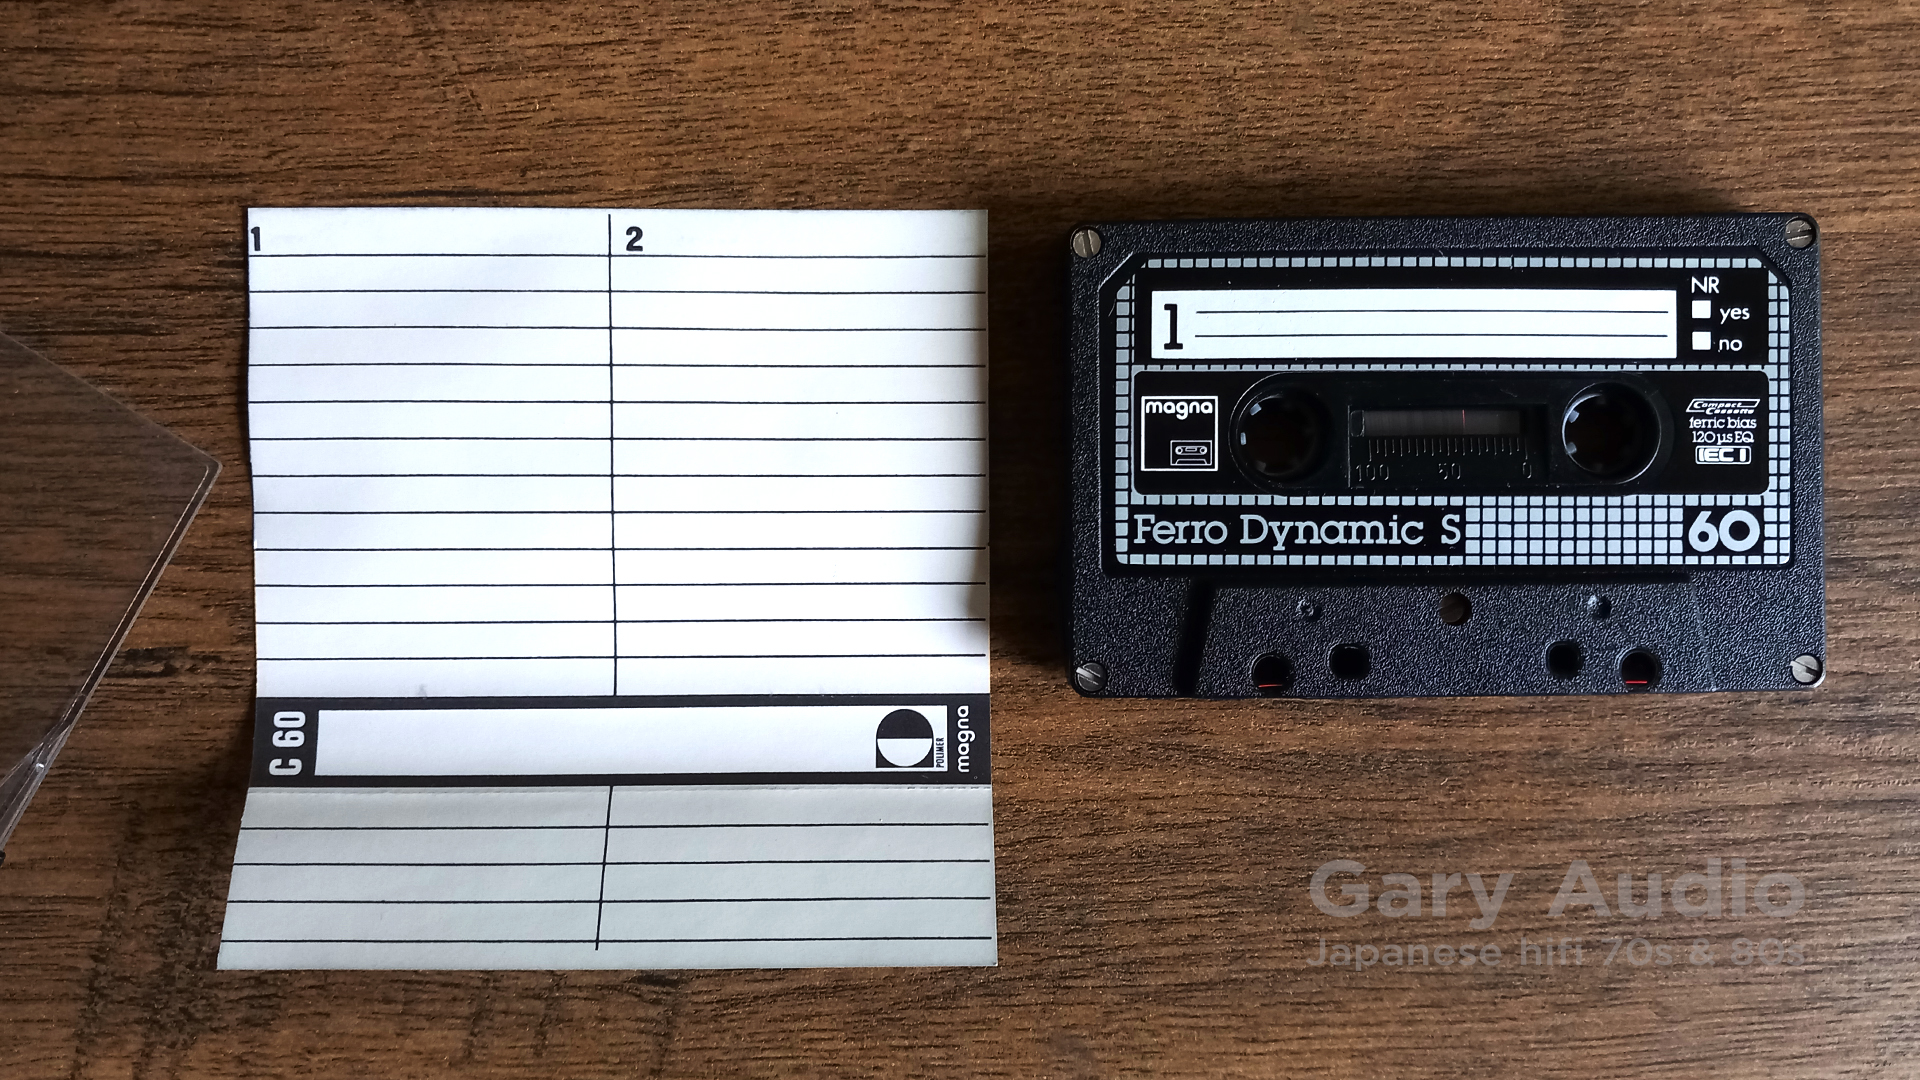 1
2
C 60
POLIMER
magna
1
NR
yes
no
magna
Compact
Cassette
ferric bias
120 µs EQ
IEC I
100 50 0
Ferro Dynamic S
60
Gary Audio
Japanese hifi 70s & 80s